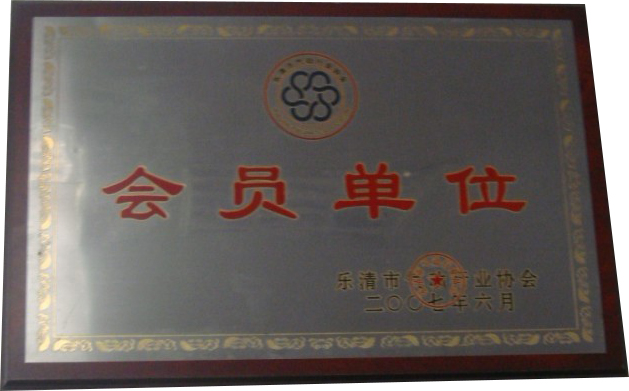 会员单位
乐清市 行业协会
二〇〇七年六月